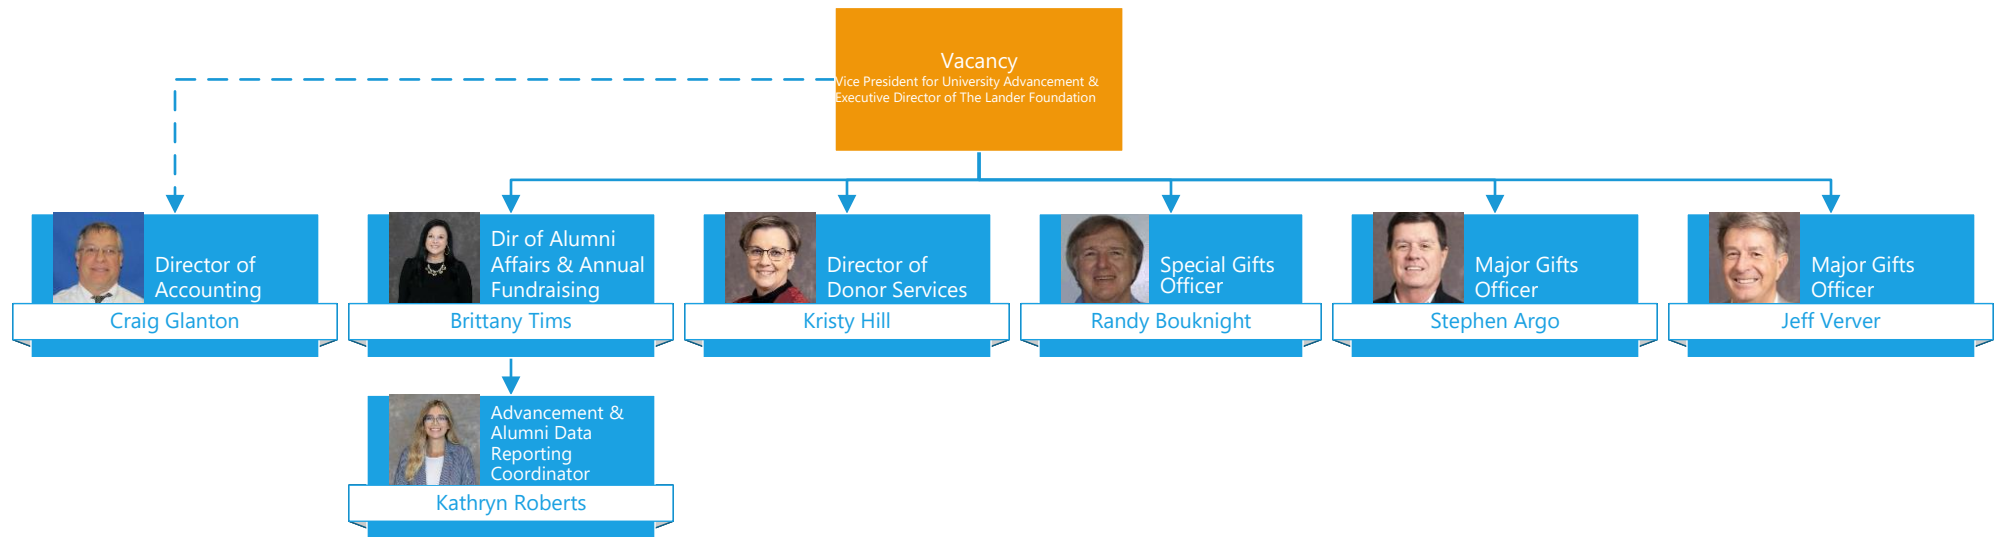 Vacancy
Vice President for University Advancement &
Executive Director of The Lander Foundation
Director of
Accounting
Craig Glanton
Dir of Alumni
Affairs & Annual
Fundraising
Brittany Tims
Director of
Donor Services
Kristy Hill
Special Gifts
Officer
Randy Bouknight
Major Gifts
Officer
Stephen Argo
Major Gifts
Officer
Jeff Verver
Advancement &
Alumni Data
Reporting
Coordinator
Kathryn Roberts